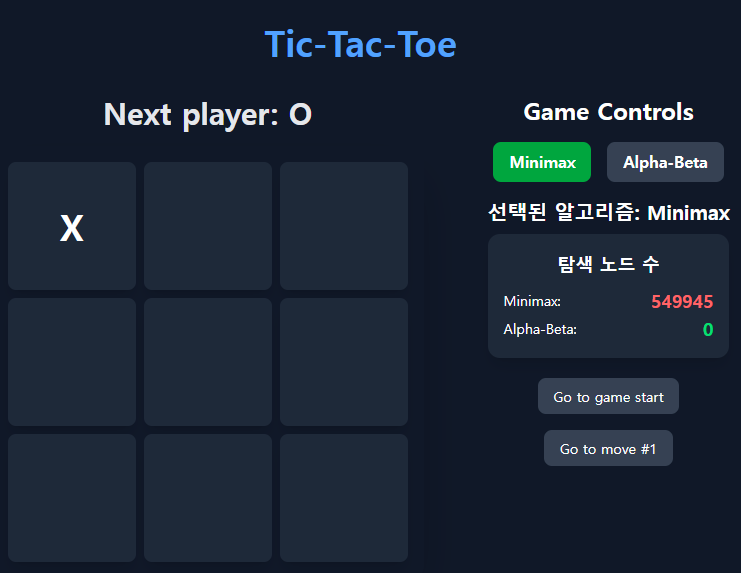 Tic-Tac-Toe
Next player: O
X
Game Controls
Minimax Alpha-Beta
선택된 알고리즘: Minimax
탐색 노드 수
Minimax: 549945
Alpha-Beta: 0
Go to game start
Go to move #1